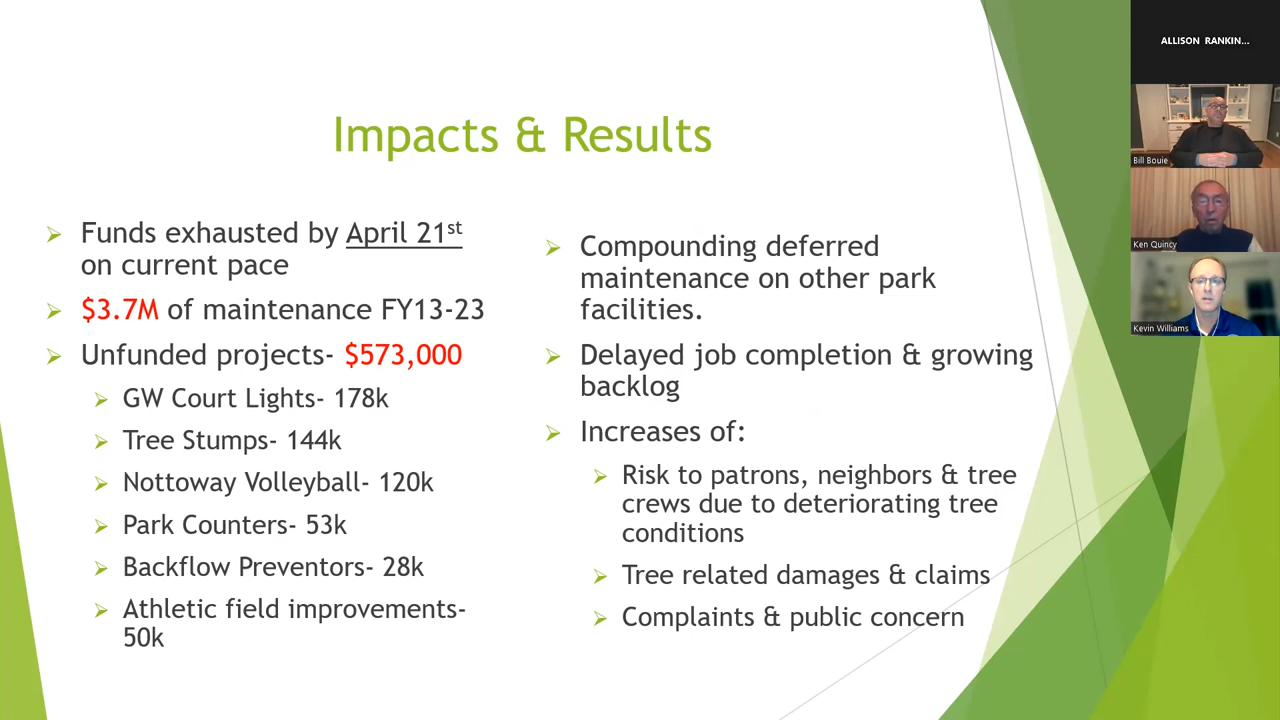 Impacts & Results
Funds exhausted by April 21st
on current pace
$3.7M of maintenance FY13-23
Unfunded projects- $573,000
GW Court Lights- 178k
Tree Stumps- 144k
Nottoway Volleyball- 120k
Park Counters- 53k
Backflow Preventors- 28k
Athletic field improvements-
50k
Compounding deferred
maintenance on other park
facilities.
Delayed job completion & growing
backlog
Increases of:
Risk to patrons, neighbors & tree
crews due to deteriorating tree
conditions
Tree related damages & claims
Complaints & public concern
ALLISON RANKIN...
Bill Bouie
Ken Quincy
Kevin Williams